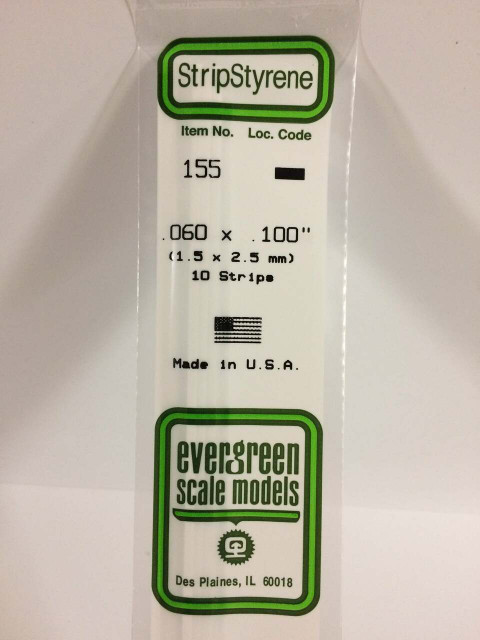 StripStyrene
Item No. Loc. Code
155
.060 x .100"
(1.5 x 2.5 mm)
10 Strips
Made in U.S.A.
evergreen
scale models
Des Plaines, IL 60018